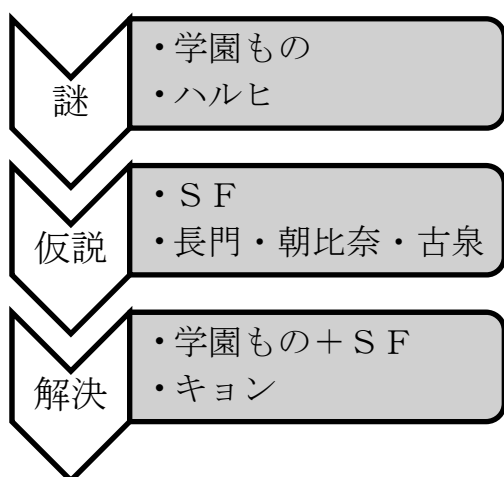 謎
・学園もの
・ハルヒ
仮説
・ＳＦ
・長門・朝比奈・古泉
解決
・学園もの＋ＳＦ
・キョン